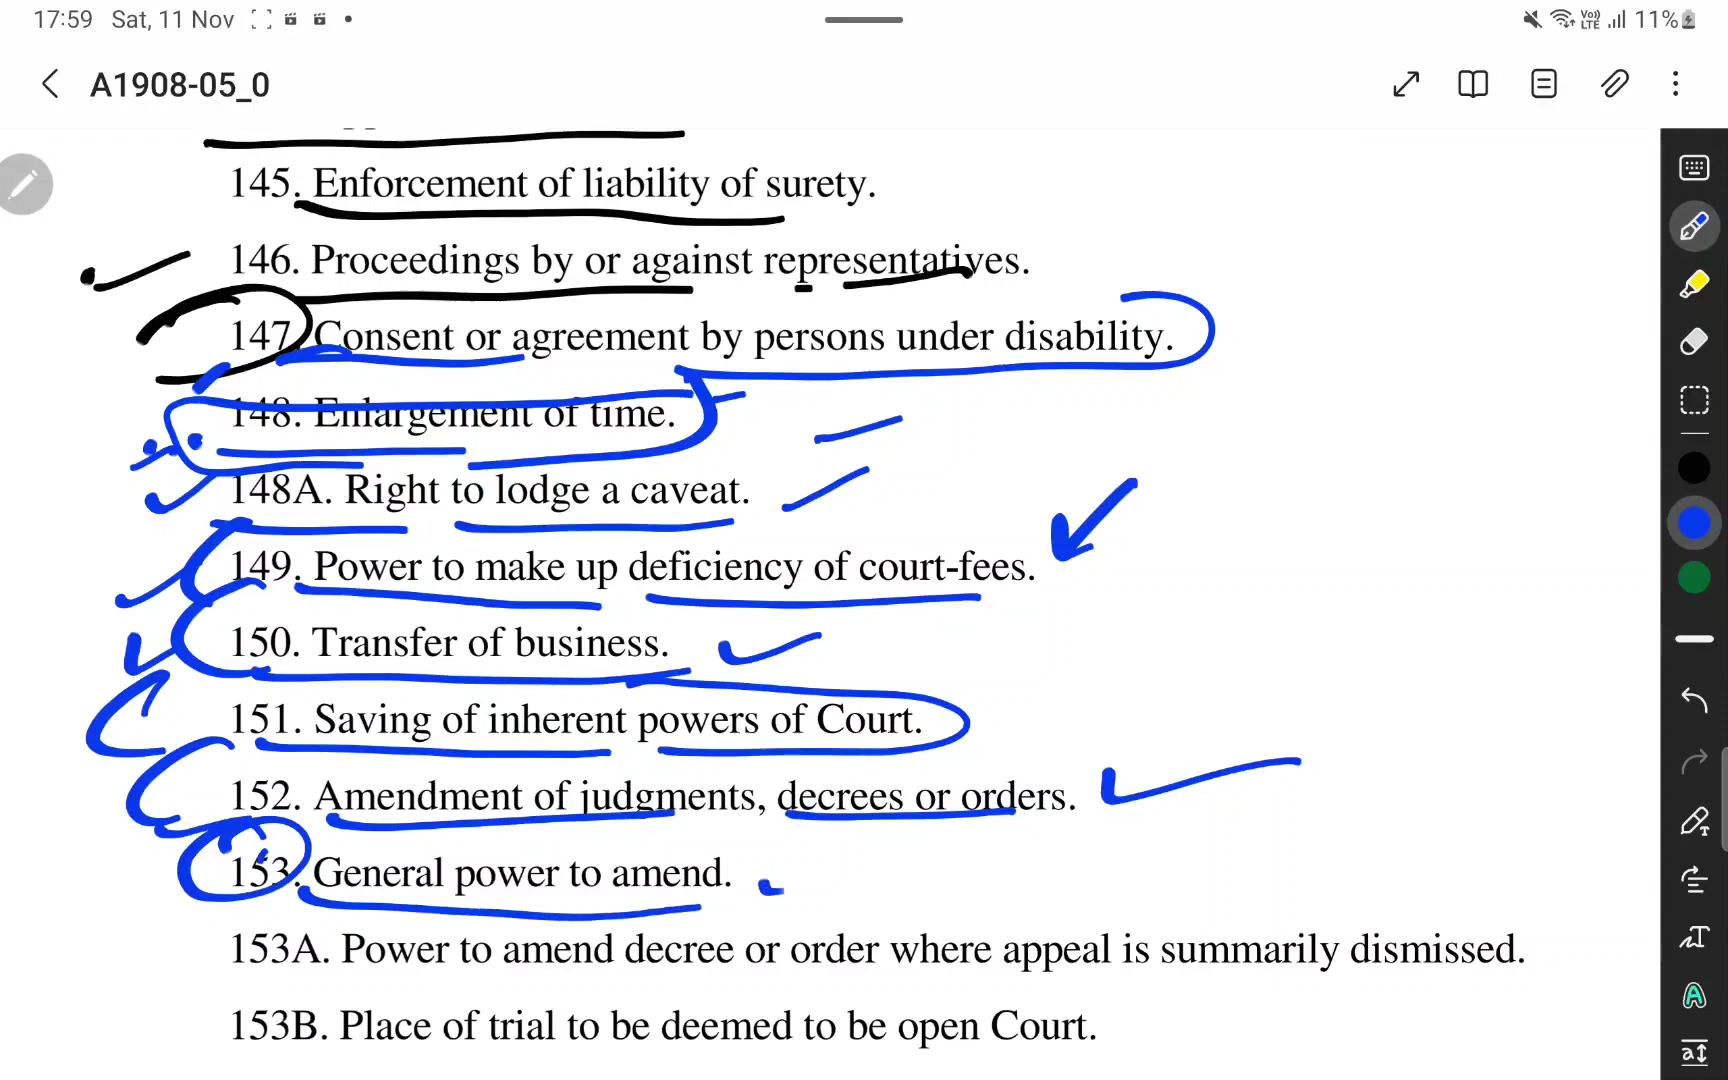 17:59 Sat, 11 Nov
Vo)) LTE 11%
A1908-05_0
145. Enforcement of liability of surety.
146. Proceedings by or against representatives.
147. Consent or agreement by persons under disability.
148. Enlargement of time.
148A. Right to lodge a caveat.
149. Power to make up deficiency of court-fees.
150. Transfer of business.
151. Saving of inherent powers of Court.
152. Amendment of judgments, decrees or orders.
153. General power to amend.
153A. Power to amend decree or order where appeal is summarily dismissed.
153B. Place of trial to be deemed to be open Court.